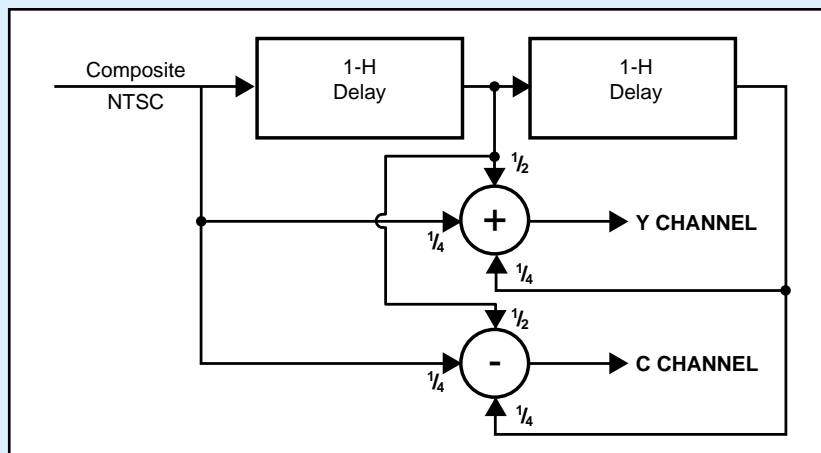 Composite
NTSC
1-H
Delay
1-H
Delay
1/2
+
Y CHANNEL
1/4
1/4
1/2
-
C CHANNEL
1/4
1/4